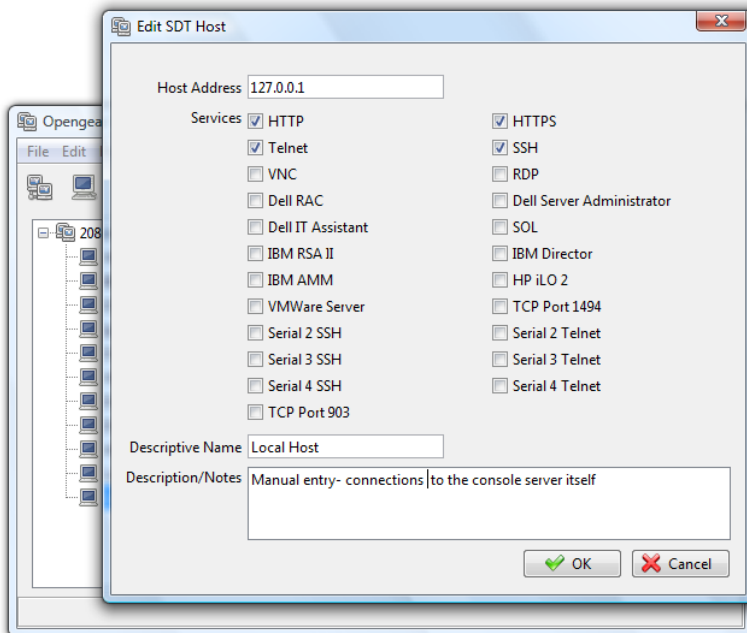 Edit SDT Host
Host Address 127.0.0.1
Services HTTP HTTPS
Telnet SSH
VNC RDP
Dell RAC Dell Server Administrator
Dell IT Assistant SOL
IBM RSA II IBM Director
IBM AMM HP iLO 2
VMWare Server TCP Port 1494
Serial 2 SSH Serial 2 Telnet
Serial 3 SSH Serial 3 Telnet
Serial 4 SSH Serial 4 Telnet
TCP Port 903
Descriptive Name Local Host
Description/Notes Manual entry- connections to the console server itself
OK Cancel
Opengea
File Edit
208